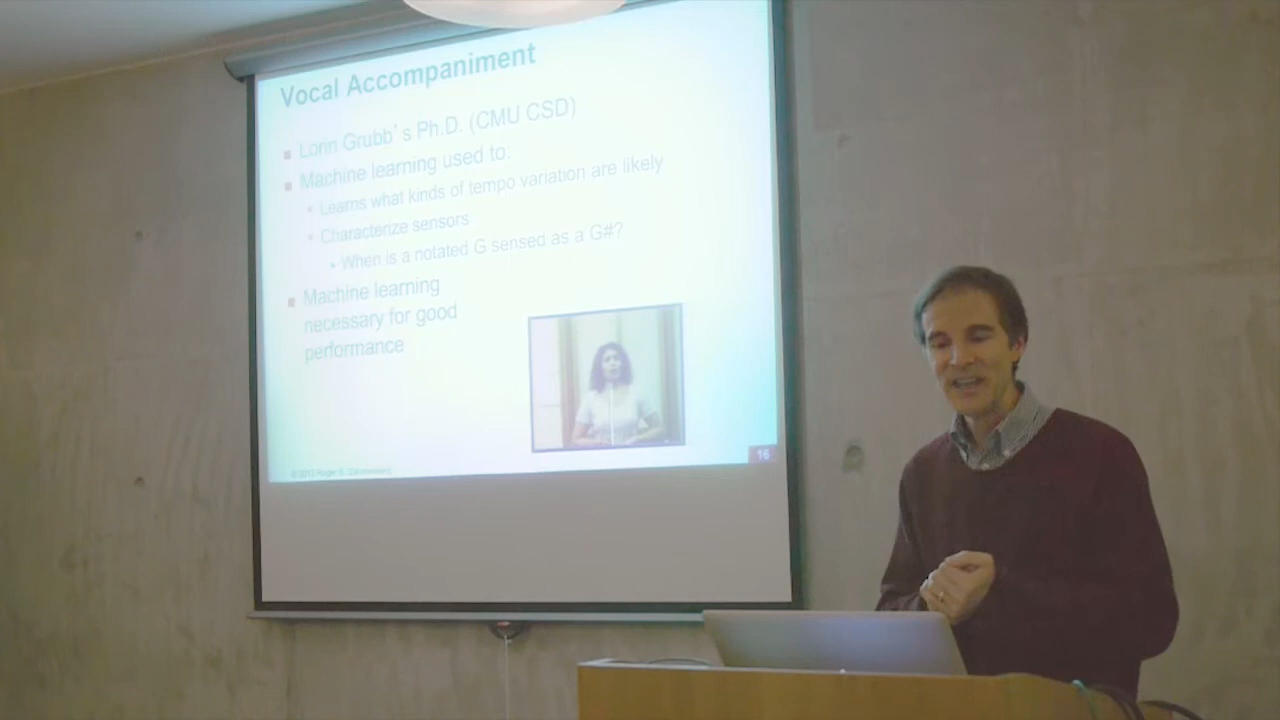 Vocal Accompaniment
Lorin Grubb's Ph.D. (CMU CSD)
Machine learning used to:
Learns what kinds of tempo variation are likely
Characterize sensors
When is a notated G sensed as a G#?
Machine learning
necessary for good
performance
16